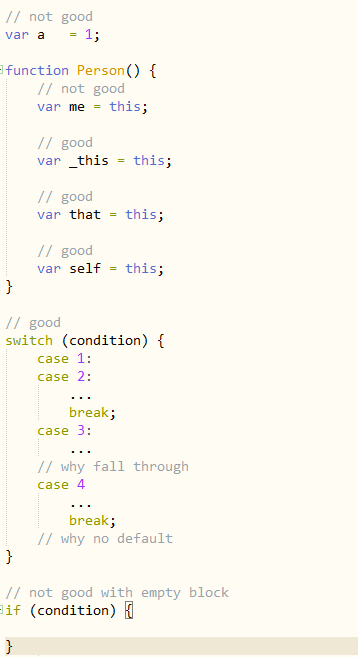 // not good
var a   = 1;

function Person() {
    // not good
    var me = this;

    // good
    var _this = this;

    // good
    var that = this;

    // good
    var self = this;
}

// good
switch (condition) {
    case 1:
    case 2:
        ...
        break;
    case 3:
        ...
    // why fall through
    case 4
        ...
        break;
    // why no default
}

// not good with empty block
if (condition) {

}